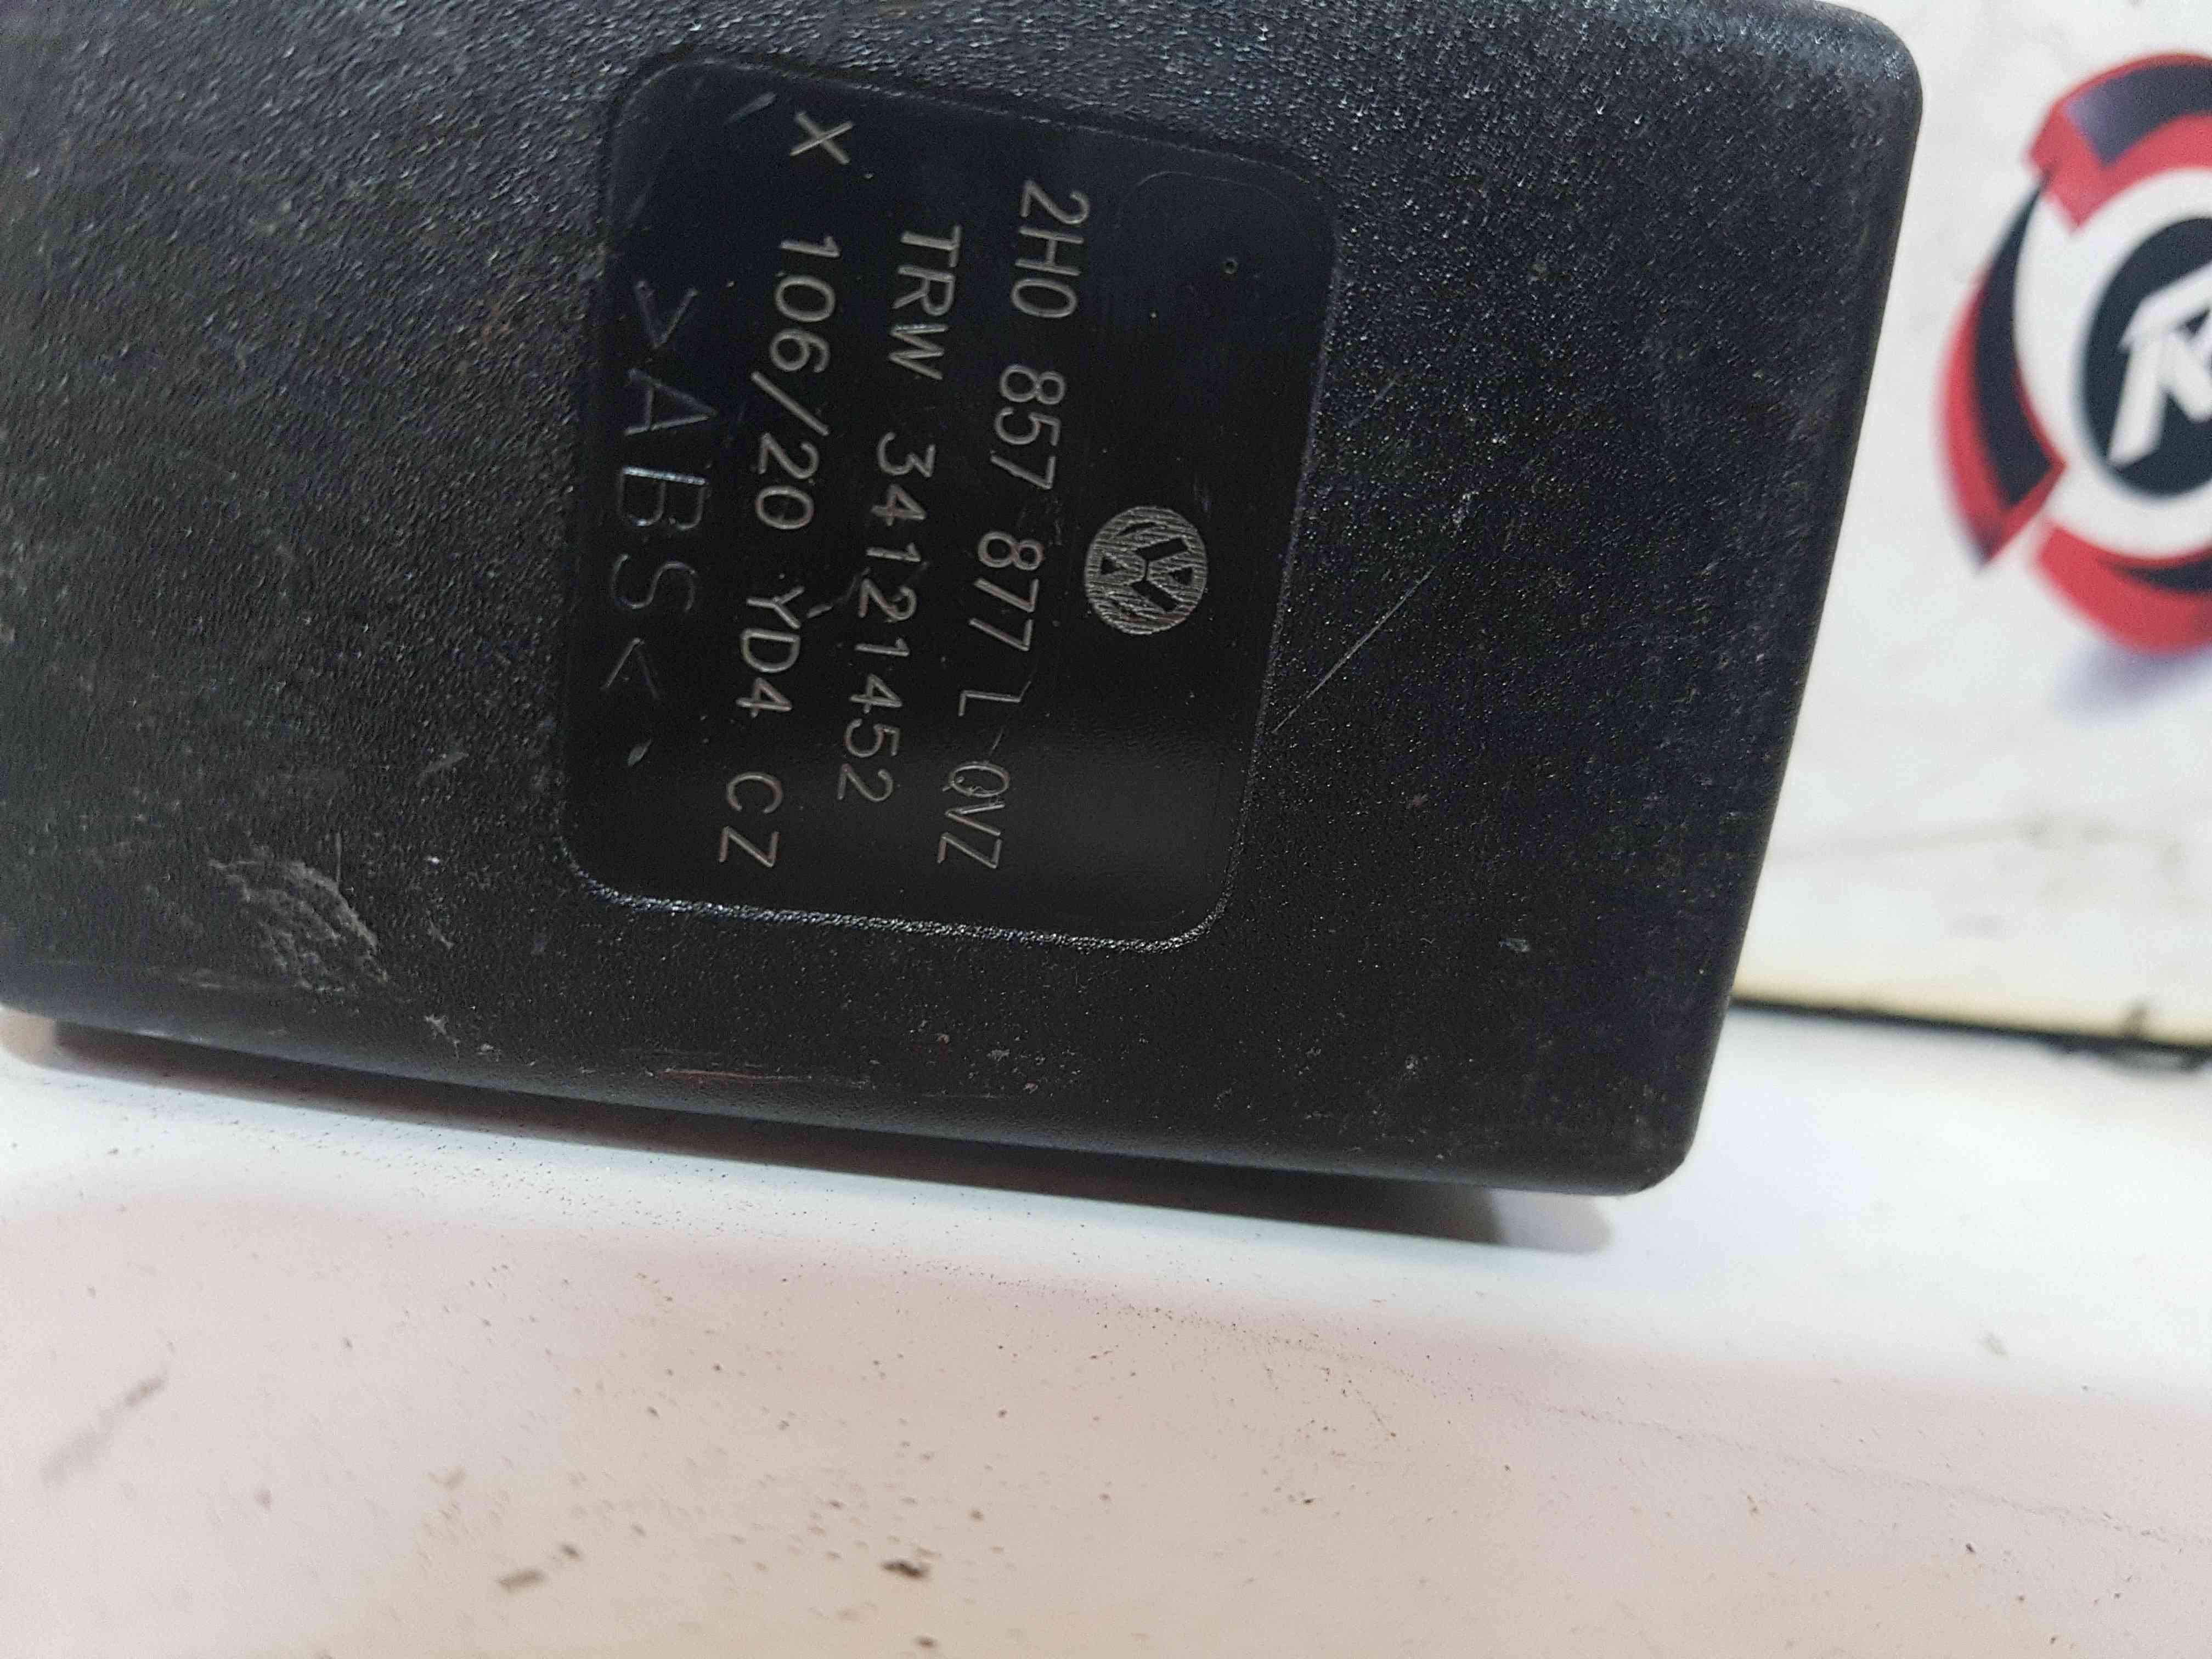 2H0 857 877 L QVZ
TRW 34121452
X 106/20 YD4 CZ
>ABS<